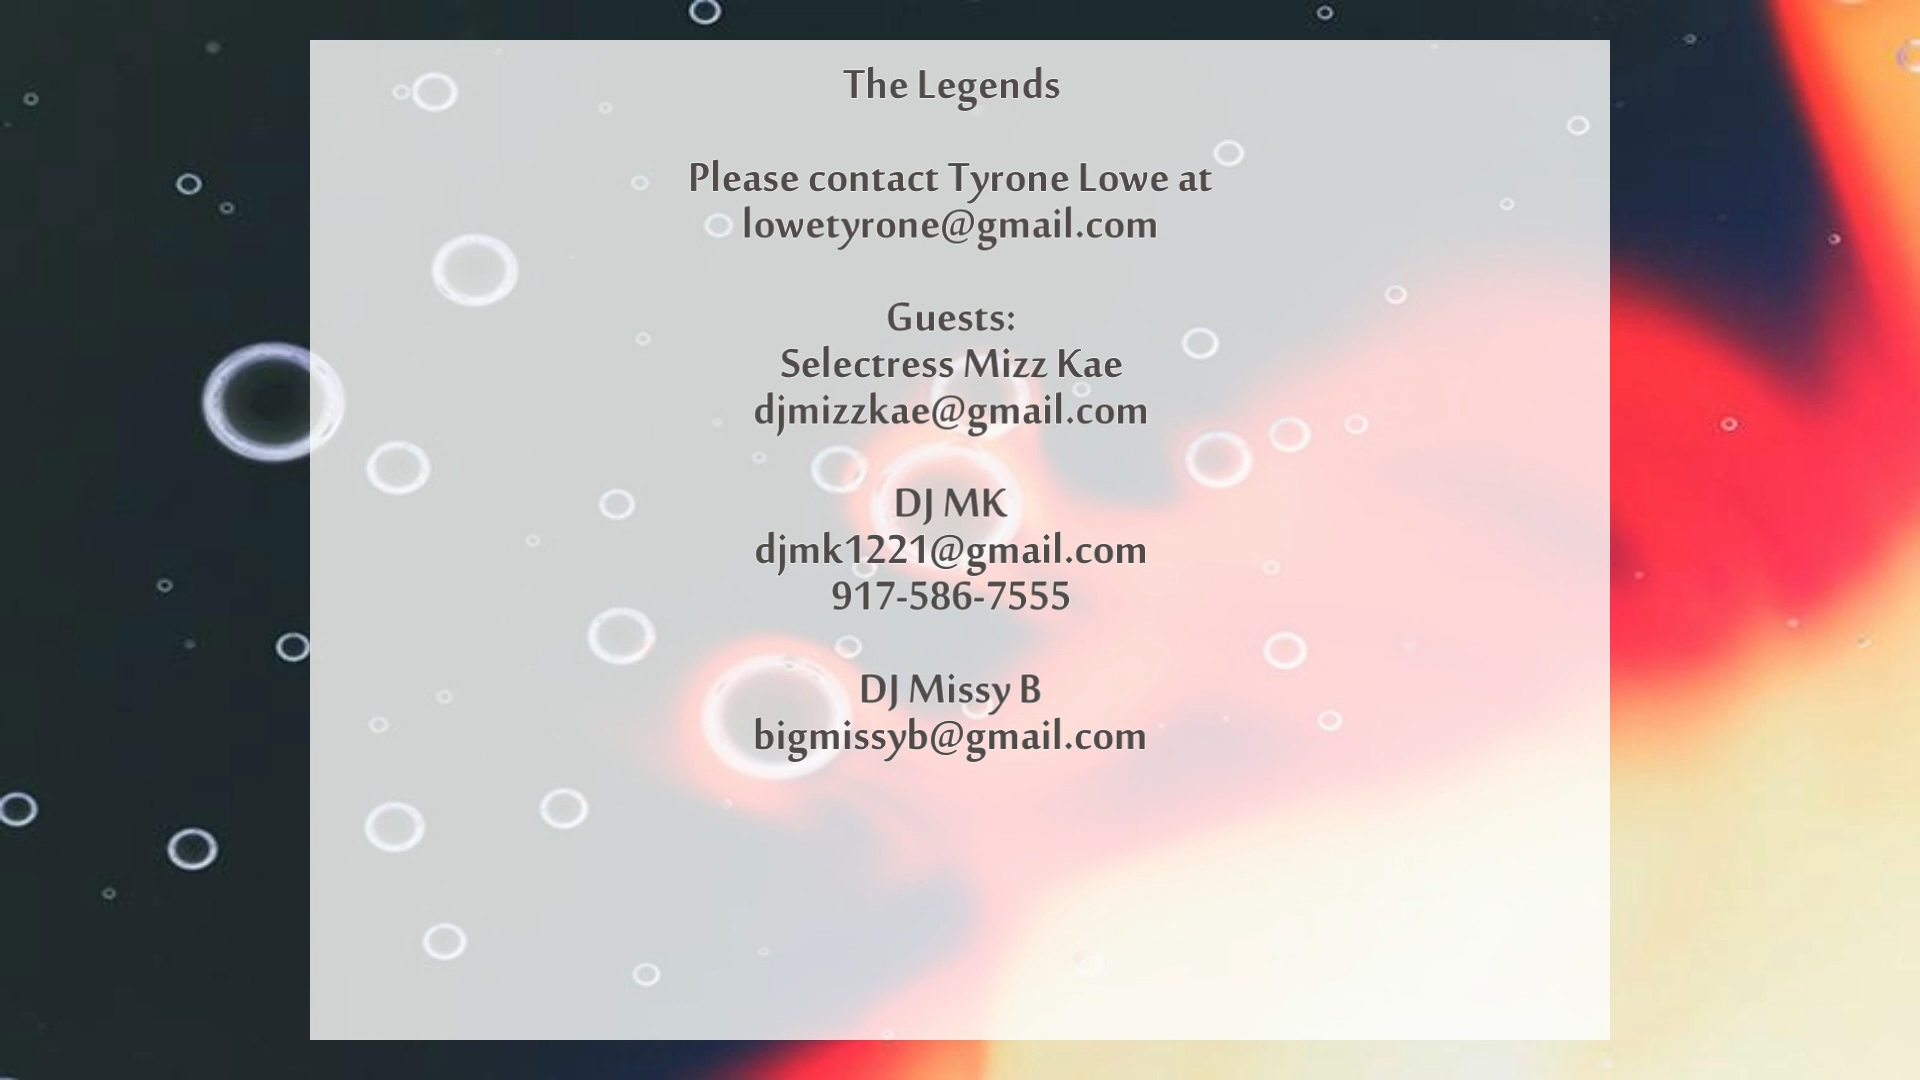 The Legends
Please contact Tyrone Lowe at
lowetyrone@gmail.com
Guests:
Selectress Mizz Kae
djmizzkae@gmail.com
DJ MK
djmk1221@gmail.com
917-586-7555
DJ Missy B
bigmissyb@gmail.com